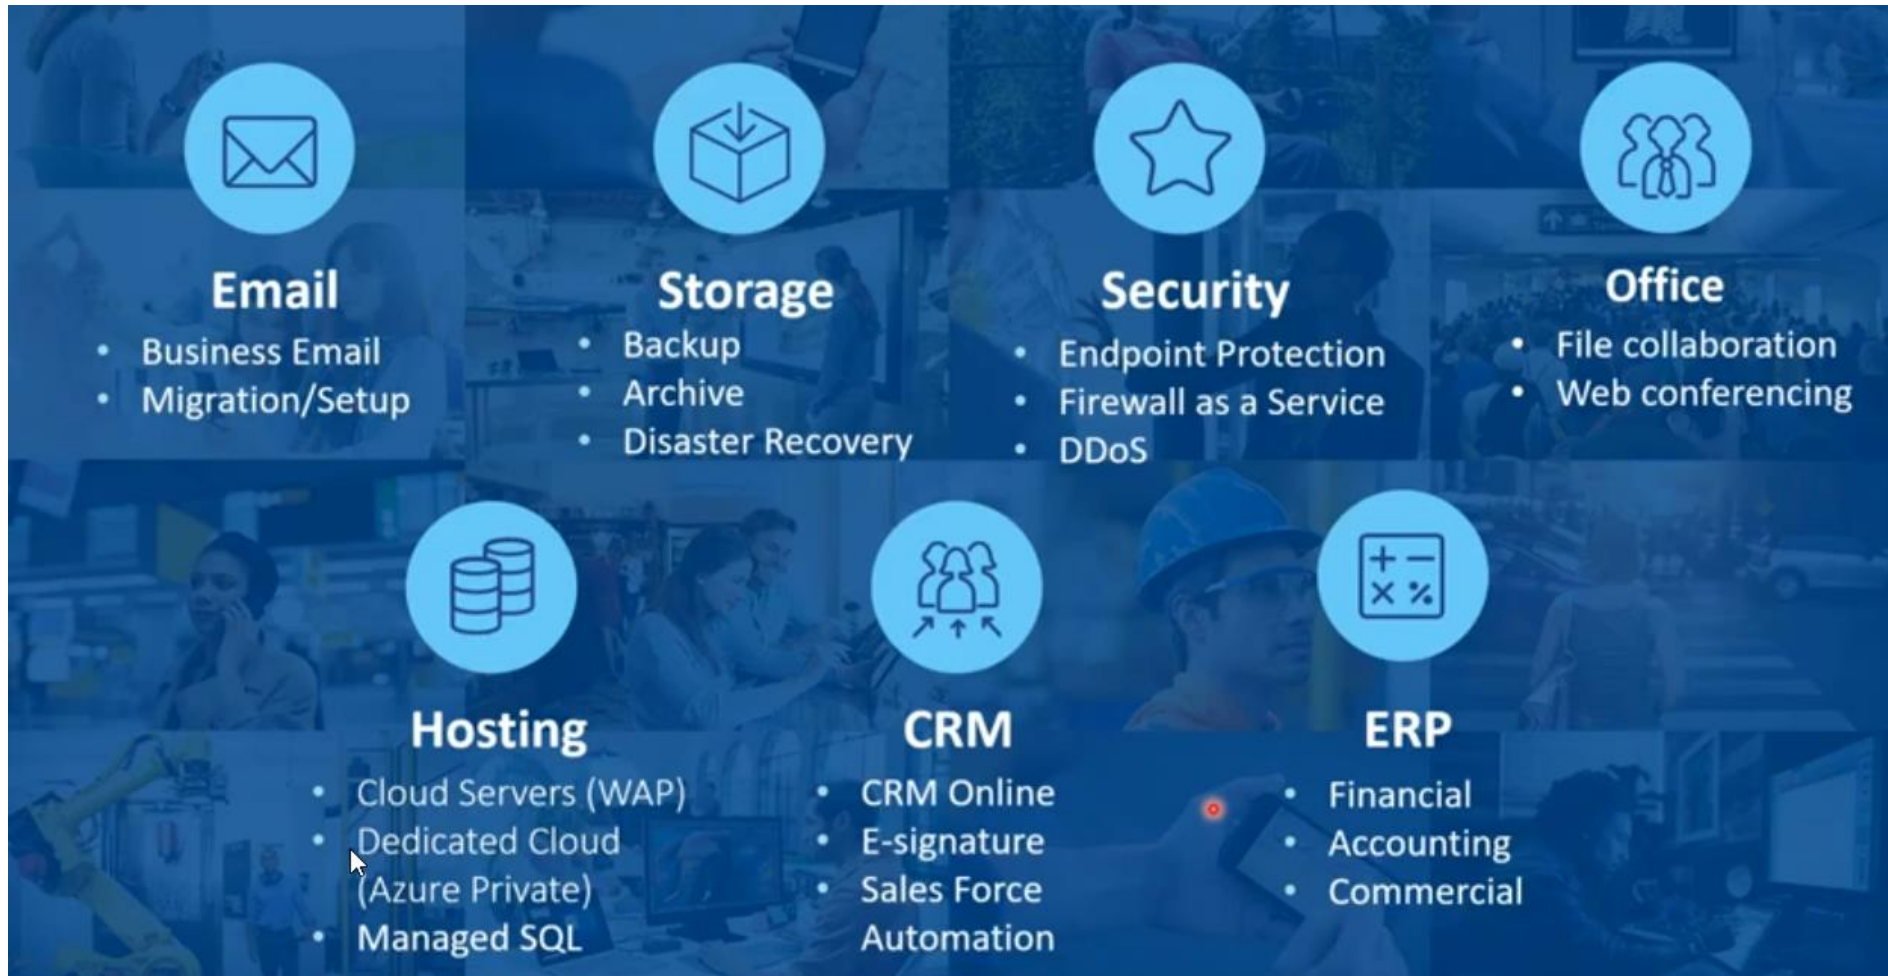 Email
Business Email
Migration/Setup
Storage
Backup
Archive
Disaster Recovery
Security
Endpoint Protection
Firewall as a Service
DDoS
Office
File collaboration
Web conferencing
Hosting
Cloud Servers (WAP)
Dedicated Cloud
(Azure Private)
Managed SQL
CRM
CRM Online
E-signature
Sales Force
Automation
ERP
Financial
Accounting
Commercial